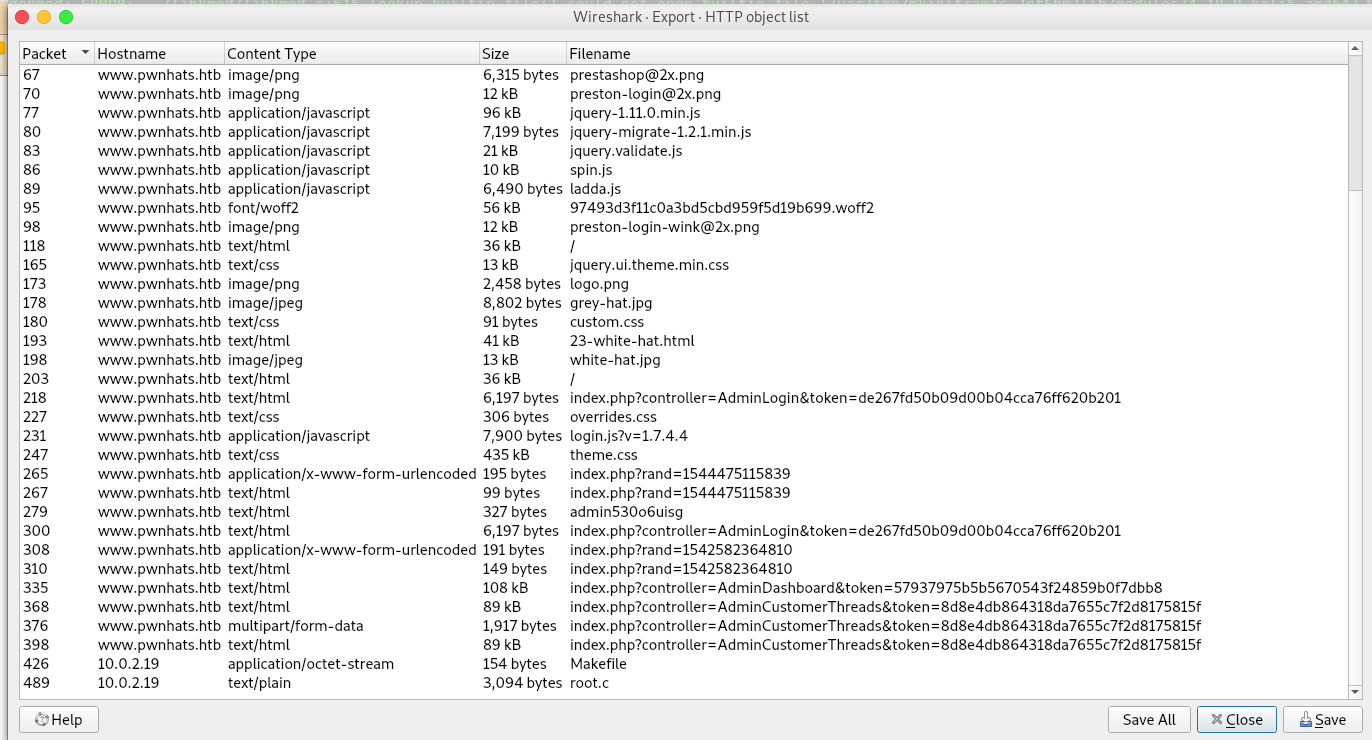 Wireshark · Export · HTTP object list
Packet Hostname Content Type Size Filename
67 www.pwnhats.htb image/png 6,315 bytes prestashop@2x.png
70 www.pwnhats.htb image/png 12 kB preston-login@2x.png
77 www.pwnhats.htb application/javascript 96 kB jquery-1.11.0.min.js
80 www.pwnhats.htb application/javascript 7,199 bytes jquery-migrate-1.2.1.min.js
83 www.pwnhats.htb application/javascript 21 kB jquery.validate.js
86 www.pwnhats.htb application/javascript 10 kB spin.js
89 www.pwnhats.htb application/javascript 6,490 bytes ladda.js
95 www.pwnhats.htb font/woff2 56 kB 97493d3f11c0a3bd5cbd959f5d19b699.woff2
98 www.pwnhats.htb image/png 12 kB preston-login-wink@2x.png
118 www.pwnhats.htb text/html 36 kB /
165 www.pwnhats.htb text/css 13 kB jquery.ui.theme.min.css
173 www.pwnhats.htb image/png 2,458 bytes logo.png
178 www.pwnhats.htb image/jpeg 8,802 bytes grey-hat.jpg
180 www.pwnhats.htb text/css 91 bytes custom.css
193 www.pwnhats.htb text/html 41 kB 23-white-hat.html
198 www.pwnhats.htb image/jpeg 13 kB white-hat.jpg
203 www.pwnhats.htb text/html 36 kB /
218 www.pwnhats.htb text/html 6,197 bytes index.php?controller=AdminLogin&token=de267fd50b09d00b04cca76ff620b201
227 www.pwnhats.htb text/css 306 bytes overrides.css
231 www.pwnhats.htb application/javascript 7,900 bytes login.js?v=1.7.4.4
247 www.pwnhats.htb text/css 435 kB theme.css
265 www.pwnhats.htb application/x-www-form-urlencoded 195 bytes index.php?rand=1544475115839
267 www.pwnhats.htb text/html 99 bytes index.php?rand=1544475115839
279 www.pwnhats.htb text/html 327 bytes admin530o6uisg
300 www.pwnhats.htb text/html 6,197 bytes index.php?controller=AdminLogin&token=de267fd50b09d00b04cca76ff620b201
308 www.pwnhats.htb application/x-www-form-urlencoded 191 bytes index.php?rand=1542582364810
310 www.pwnhats.htb text/html 149 bytes index.php?rand=1542582364810
335 www.pwnhats.htb text/html 108 kB index.php?controller=AdminDashboard&token=57937975b5b5670543f24859b0f7dbb8
368 www.pwnhats.htb text/html 89 kB index.php?controller=AdminCustomerThreads&token=8d8e4db864318da7655c7f2d8175815f
376 www.pwnhats.htb multipart/form-data 1,917 bytes index.php?controller=AdminCustomerThreads&token=8d8e4db864318da7655c7f2d8175815f
398 www.pwnhats.htb text/html 89 kB index.php?controller=AdminCustomerThreads&token=8d8e4db864318da7655c7f2d8175815f
426 10.0.2.19 application/octet-stream 154 bytes Makefile
489 10.0.2.19 text/plain 3,094 bytes root.c
Help Save All Close Save